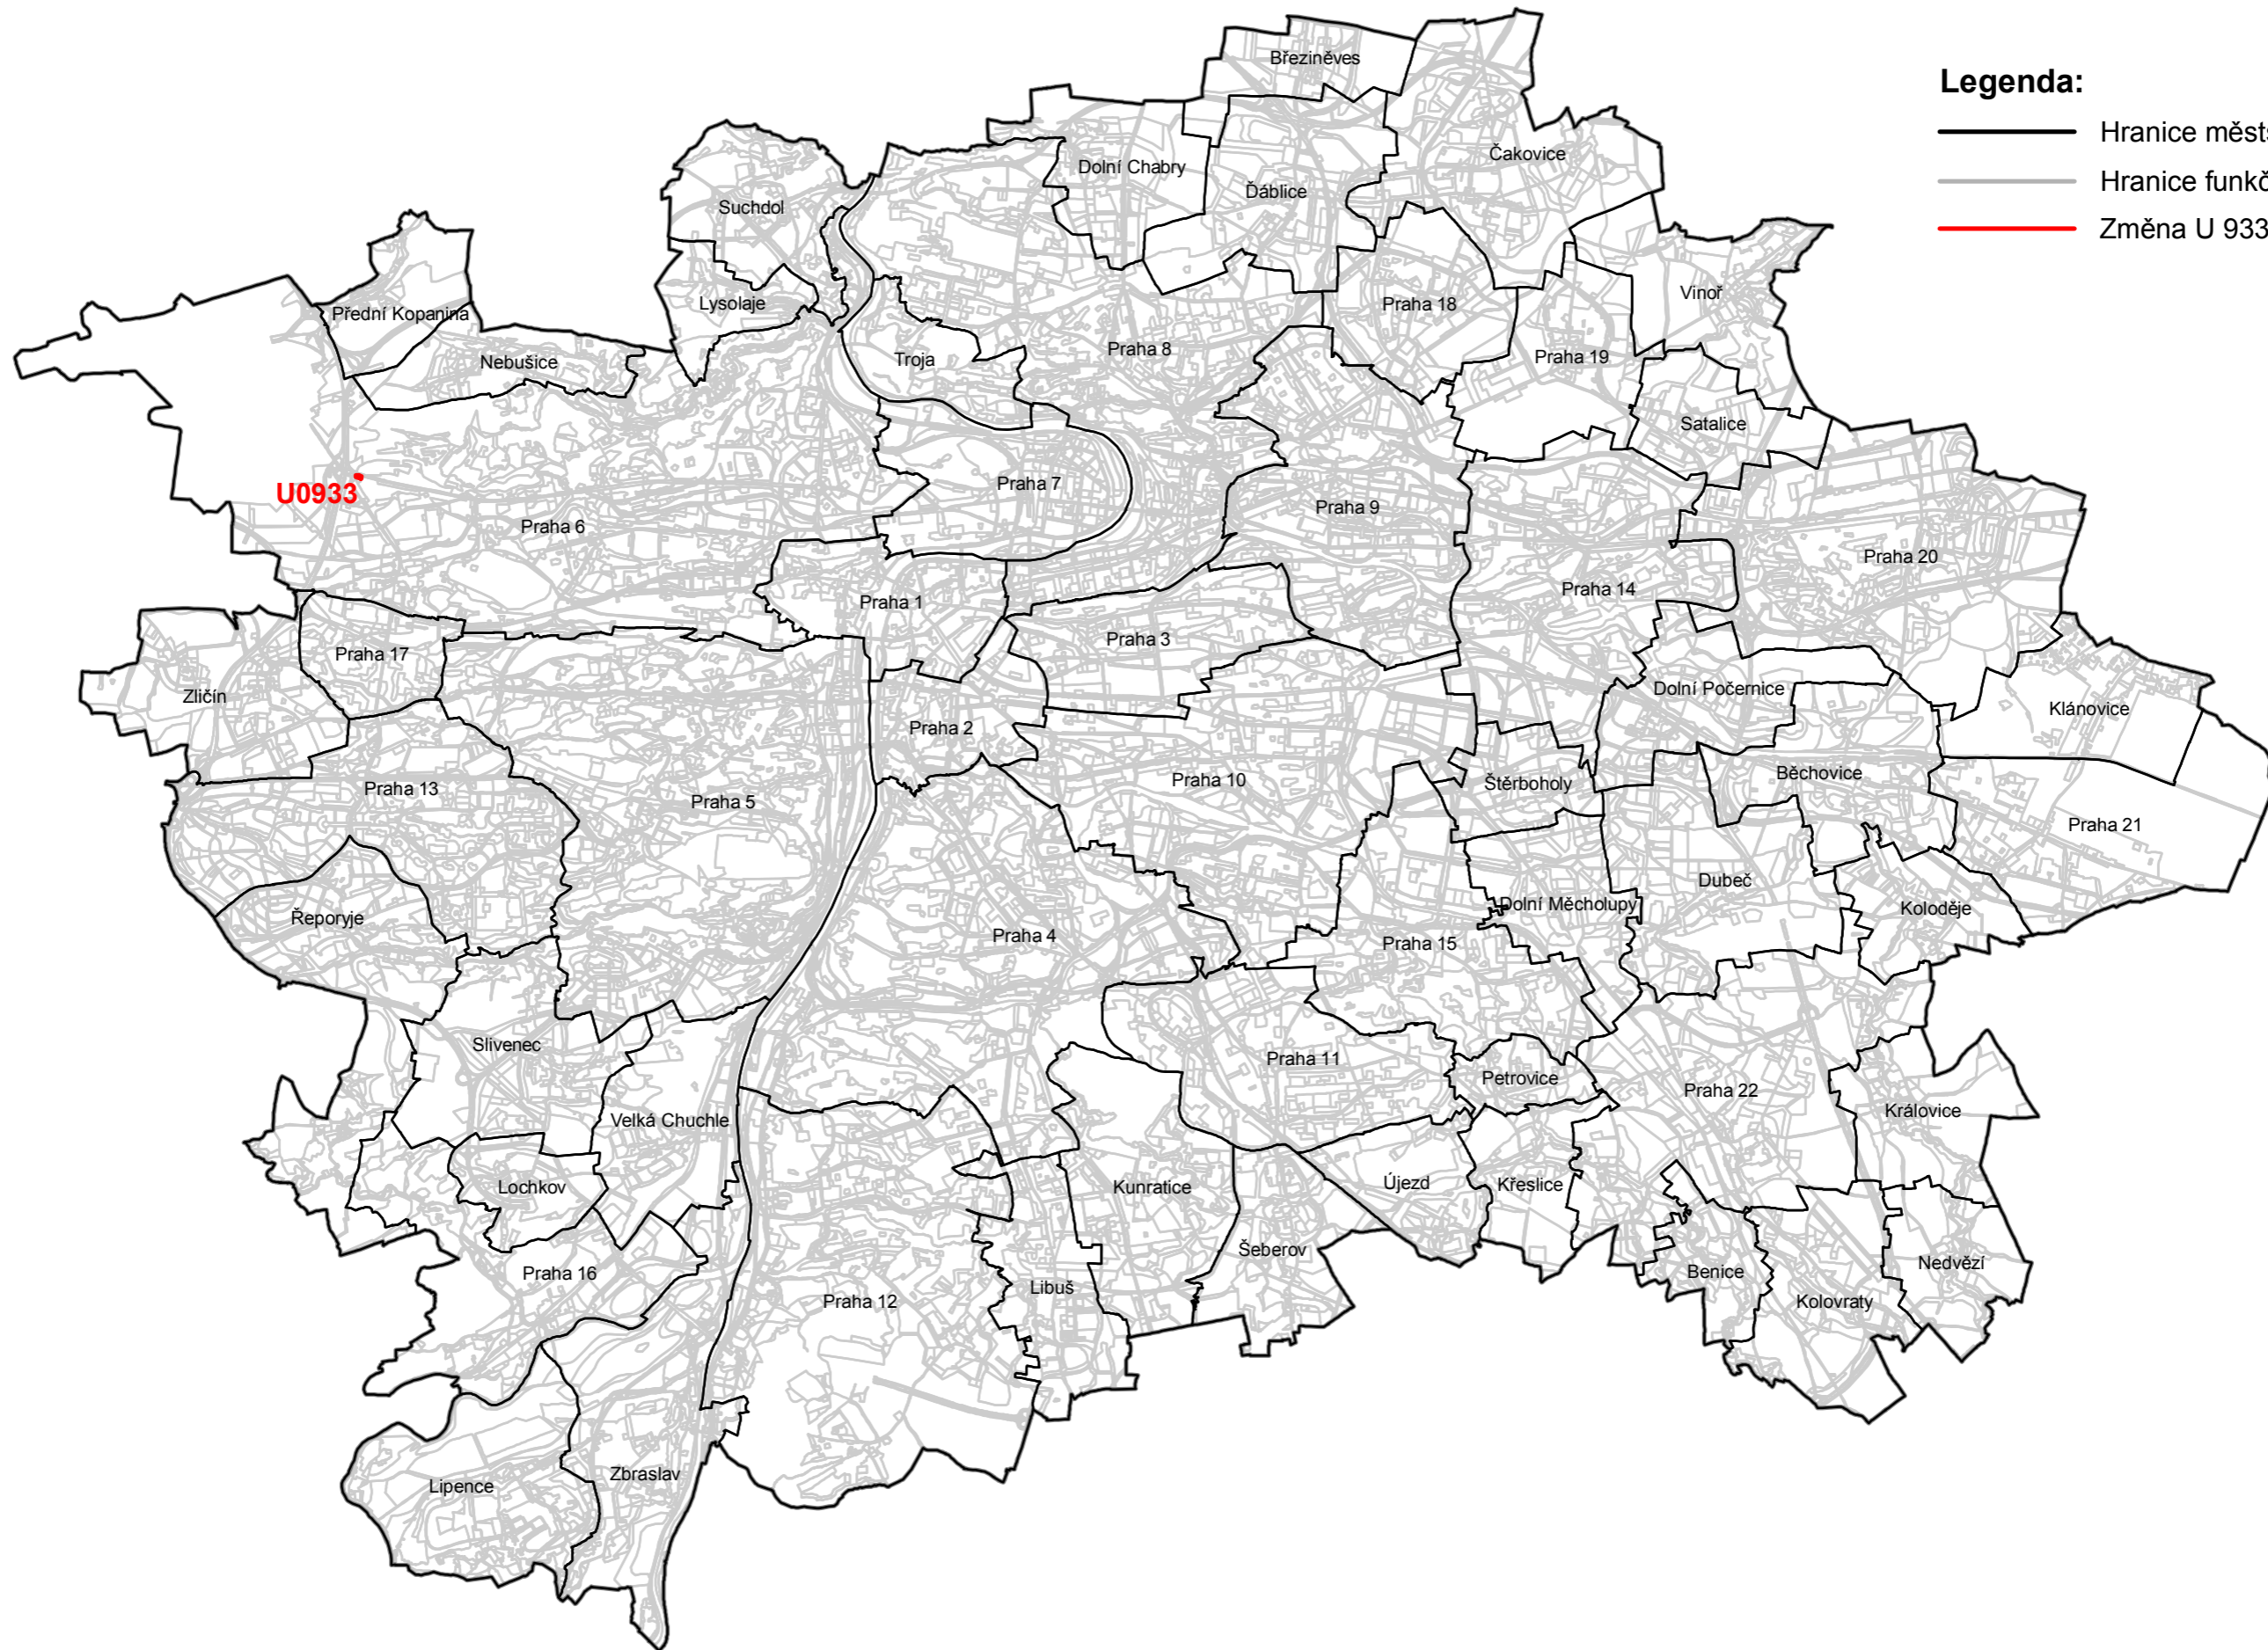 Legenda:
Hranice městs
Hranice funkč
Změna U 933
Březiněves
Čakovice
Dolní Chabry
Ďáblice
Suchdol
Lysolaje
Přední Kopanina
Nebušice
Troja
Praha 8
Praha 18
Praha 19
Vinoř
Satalice
U0933
Praha 6
Praha 7
Praha 9
Praha 20
Praha 14
Praha 1
Praha 3
Praha 17
Zličín
Dolní Počernice
Klánovice
Praha 2
Praha 13
Praha 5
Praha 10
Štěrboholy
Běchovice
Praha 21
Dubeč
Koloděje
Dolní Měcholupy
Řeporyje
Praha 4
Praha 15
Slivenec
Praha 11
Petrovice
Praha 22
Královice
Velká Chuchle
Lochkov
Kunratice
Újezd
Křeslice
Šeberov
Nedvězí
Benice
Kolovraty
Praha 16
Libuš
Praha 12
Zbraslav
Lipence